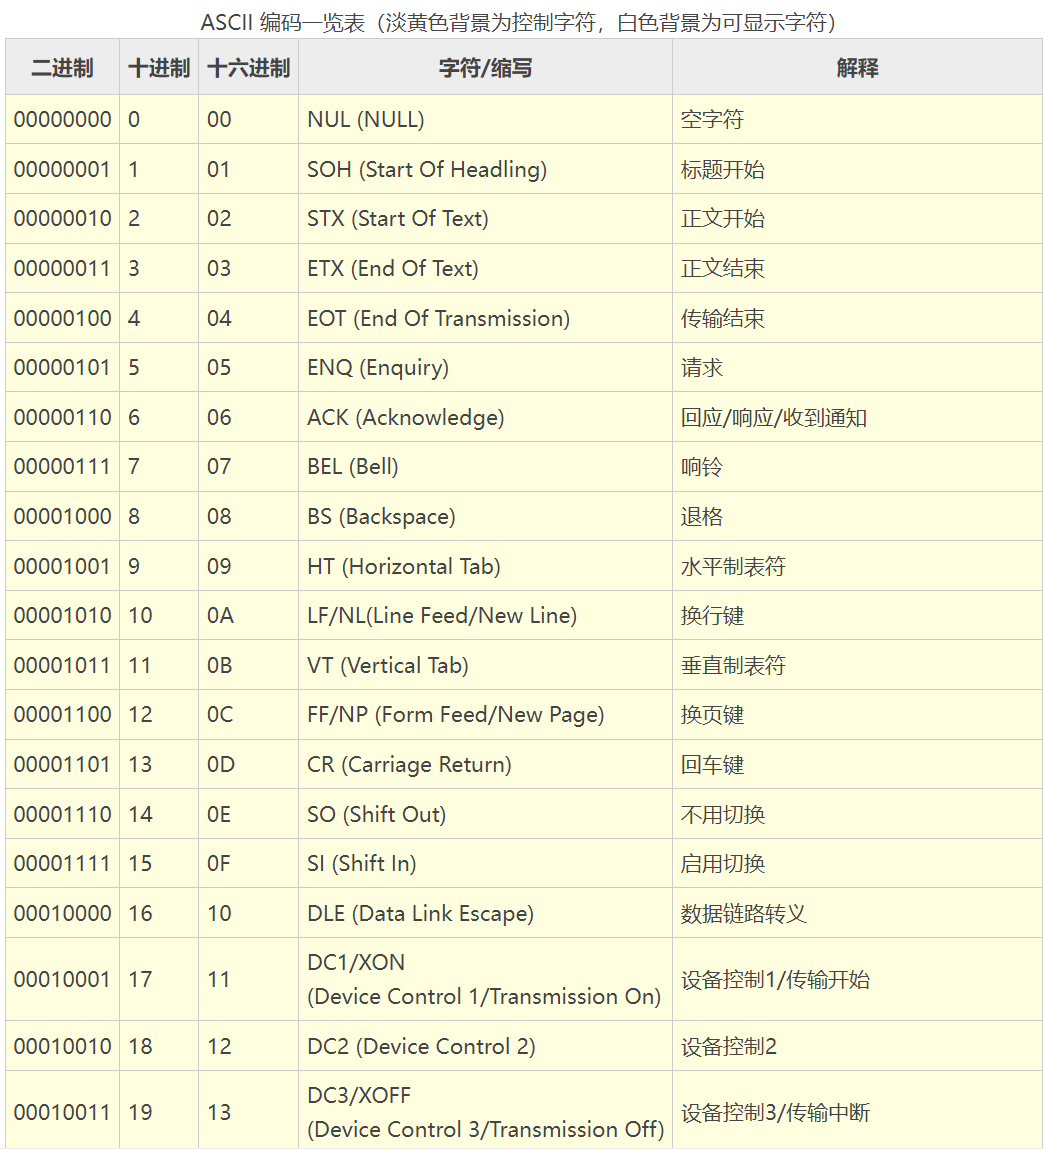 ASCII 编码一览表（淡黄色背景为控制字符，白色背景为可显示字符）
二进制 十进制 十六进制 字符/缩写 解释
00000000 0 00 NUL (NULL) 空字符
00000001 1 01 SOH (Start Of Headling) 标题开始
00000010 2 02 STX (Start Of Text) 正文开始
00000011 3 03 ETX (End Of Text) 正文结束
00000100 4 04 EOT (End Of Transmission) 传输结束
00000101 5 05 ENQ (Enquiry) 请求
00000110 6 06 ACK (Acknowledge) 回应/响应/收到通知
00000111 7 07 BEL (Bell) 响铃
00001000 8 08 BS (Backspace) 退格
00001001 9 09 HT (Horizontal Tab) 水平制表符
00001010 10 0A LF/NL(Line Feed/New Line) 换行键
00001011 11 0B VT (Vertical Tab) 垂直制表符
00001100 12 0C FF/NP (Form Feed/New Page) 换页键
00001101 13 0D CR (Carriage Return) 回车键
00001110 14 0E SO (Shift Out) 不用切换
00001111 15 0F SI (Shift In) 启用切换
00010000 16 10 DLE (Data Link Escape) 数据链路转义
00010001 17 11 DC1/XON
(Device Control 1/Transmission On) 设备控制1/传输开始
00010010 18 12 DC2 (Device Control 2) 设备控制2
00010011 19 13 DC3/XOFF
(Device Control 3/Transmission Off) 设备控制3/传输中断